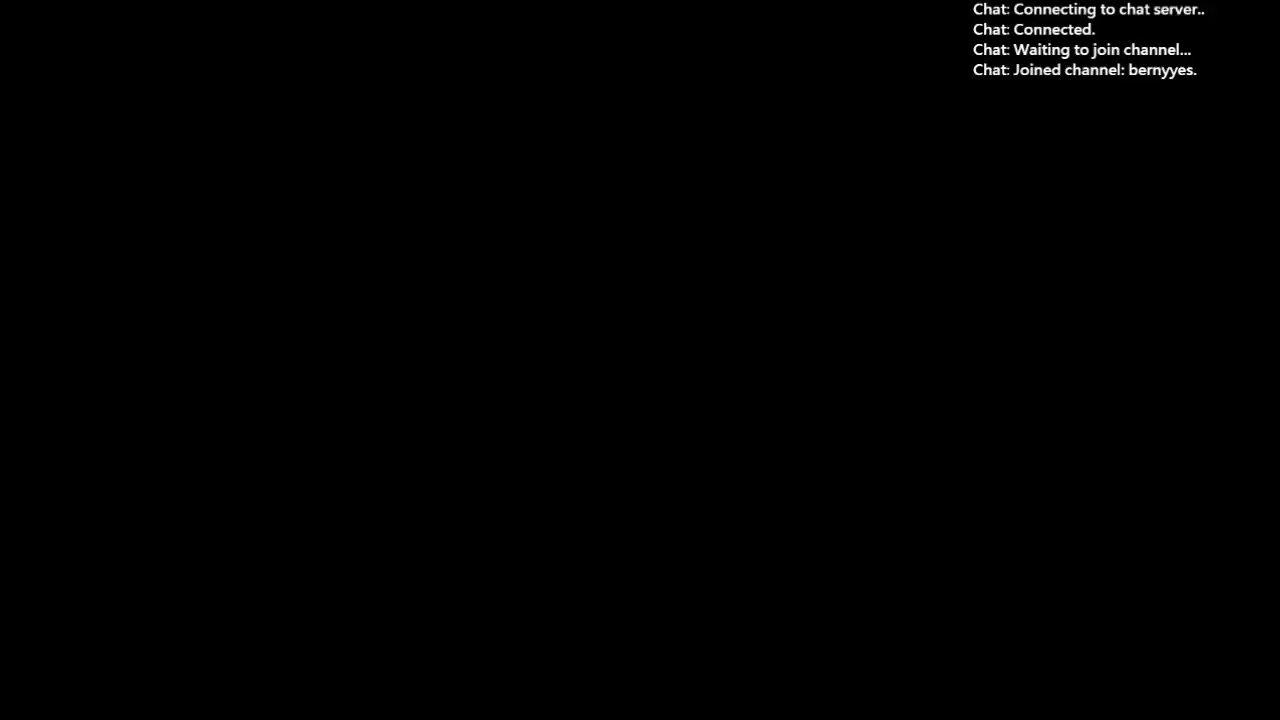 Chat: Connecting to chat server..
Chat: Connected.
Chat: Waiting to join channel...
Chat: Joined channel: bernyyes.